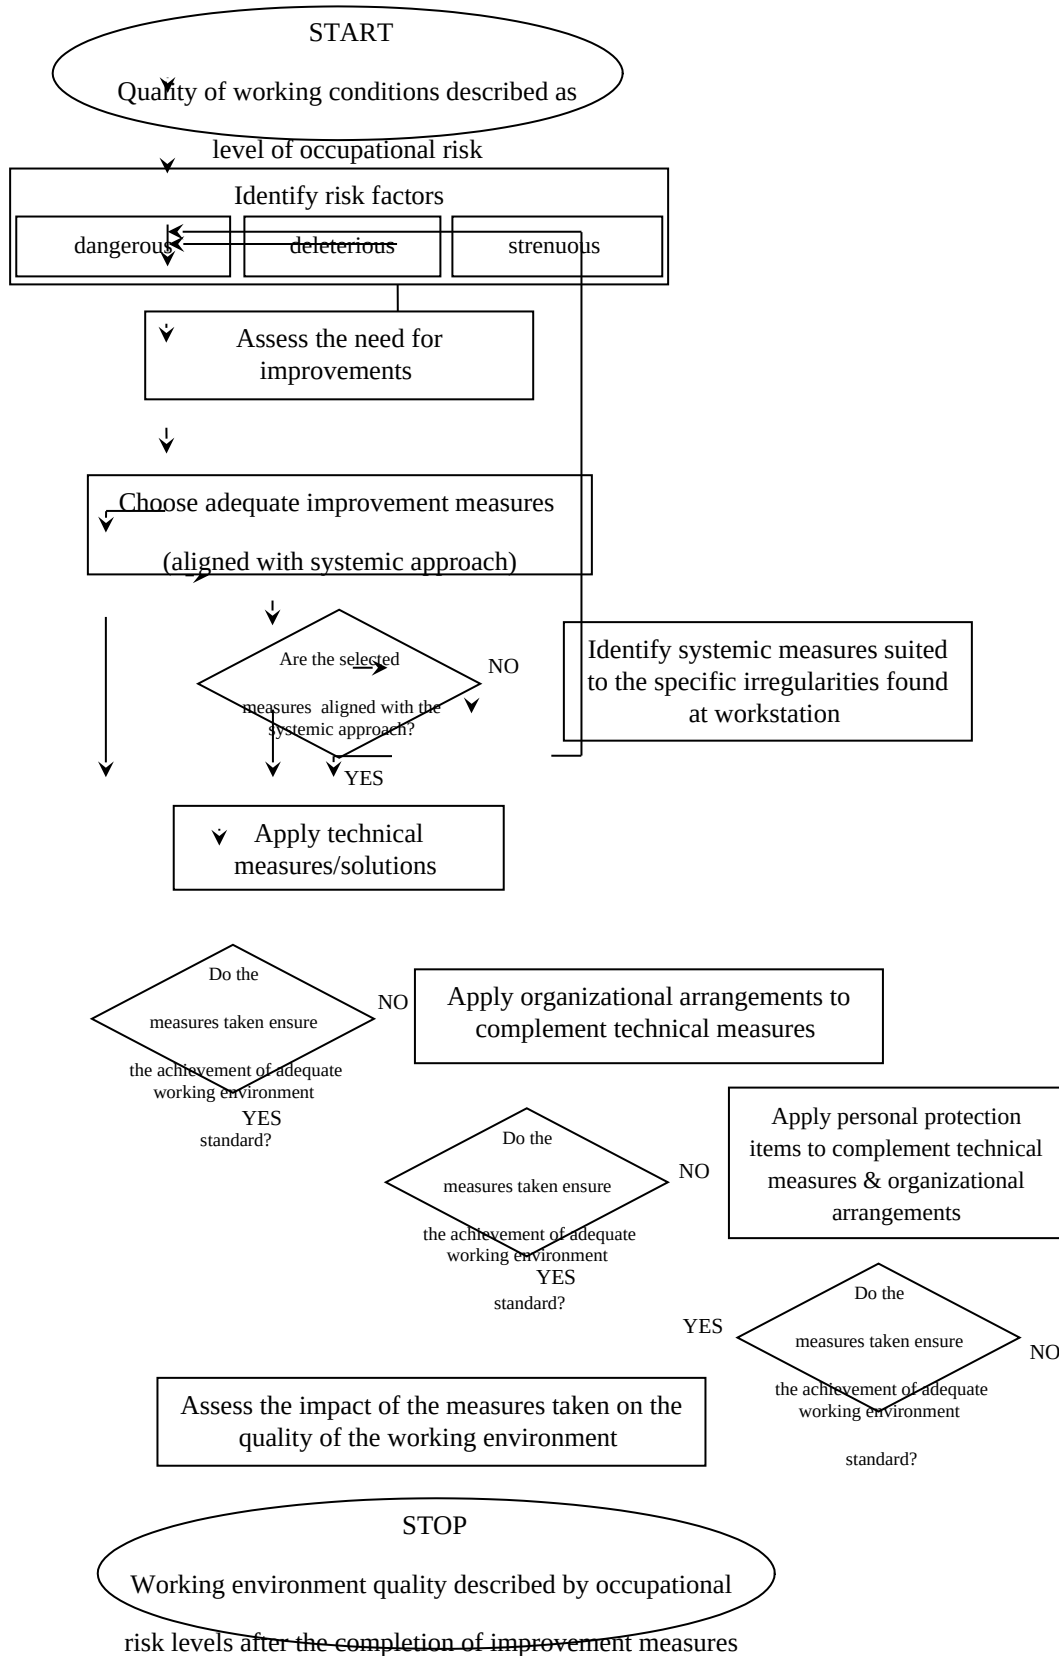 START
Quality of working conditions described as
level of occupational risk
Identify risk factors
dangerous
deleterious
strenuous
Assess the need for
improvements
Choose adequate improvement measures
(aligned with systemic approach)
Are the selected
measures aligned with the
systemic approach?
NO
YES
Identify systemic measures suited
to the specific irregularities found
at workstation
Apply technical
measures/solutions
Do the
measures taken ensure
the achievement of adequate
working environment
standard?
NO
YES
Apply organizational arrangements to
complement technical measures
Do the
measures taken ensure
the achievement of adequate
working environment
standard?
NO
YES
Apply personal protection
items to complement technical
measures & organizational
arrangements
Do the
measures taken ensure
the achievement of adequate
working environment
standard?
YES
NO
Assess the impact of the measures taken on the
quality of the working environment
STOP
Working environment quality described by occupational
risk levels after the completion of improvement measures